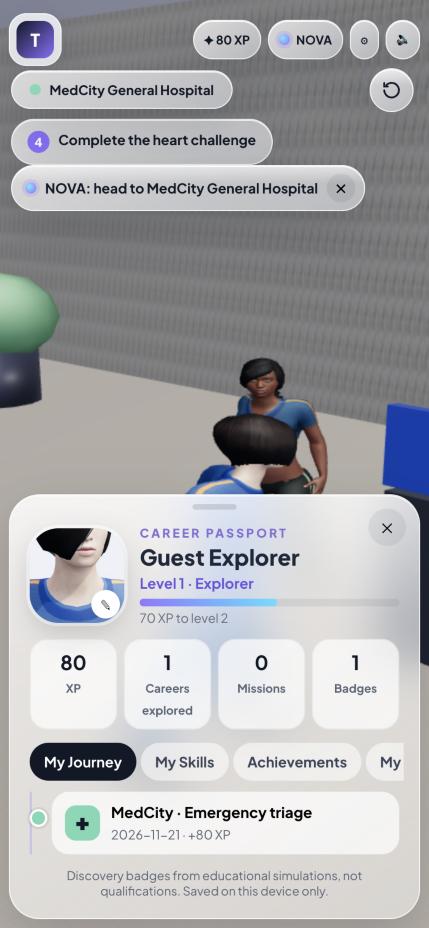 T
80 XP
NOVA
MedCity General Hospital
4 Complete the heart challenge
NOVA: head to MedCity General Hospital
CAREER PASSPORT
Guest Explorer
Level 1 · Explorer
70 XP to level 2
80
XP
1
Careers
explored
0
Missions
1
Badges
My Journey
My Skills
Achievements
My
MedCity · Emergency triage
2026-11-21 · +80 XP
Discovery badges from educational simulations, not
qualifications. Saved on this device only.